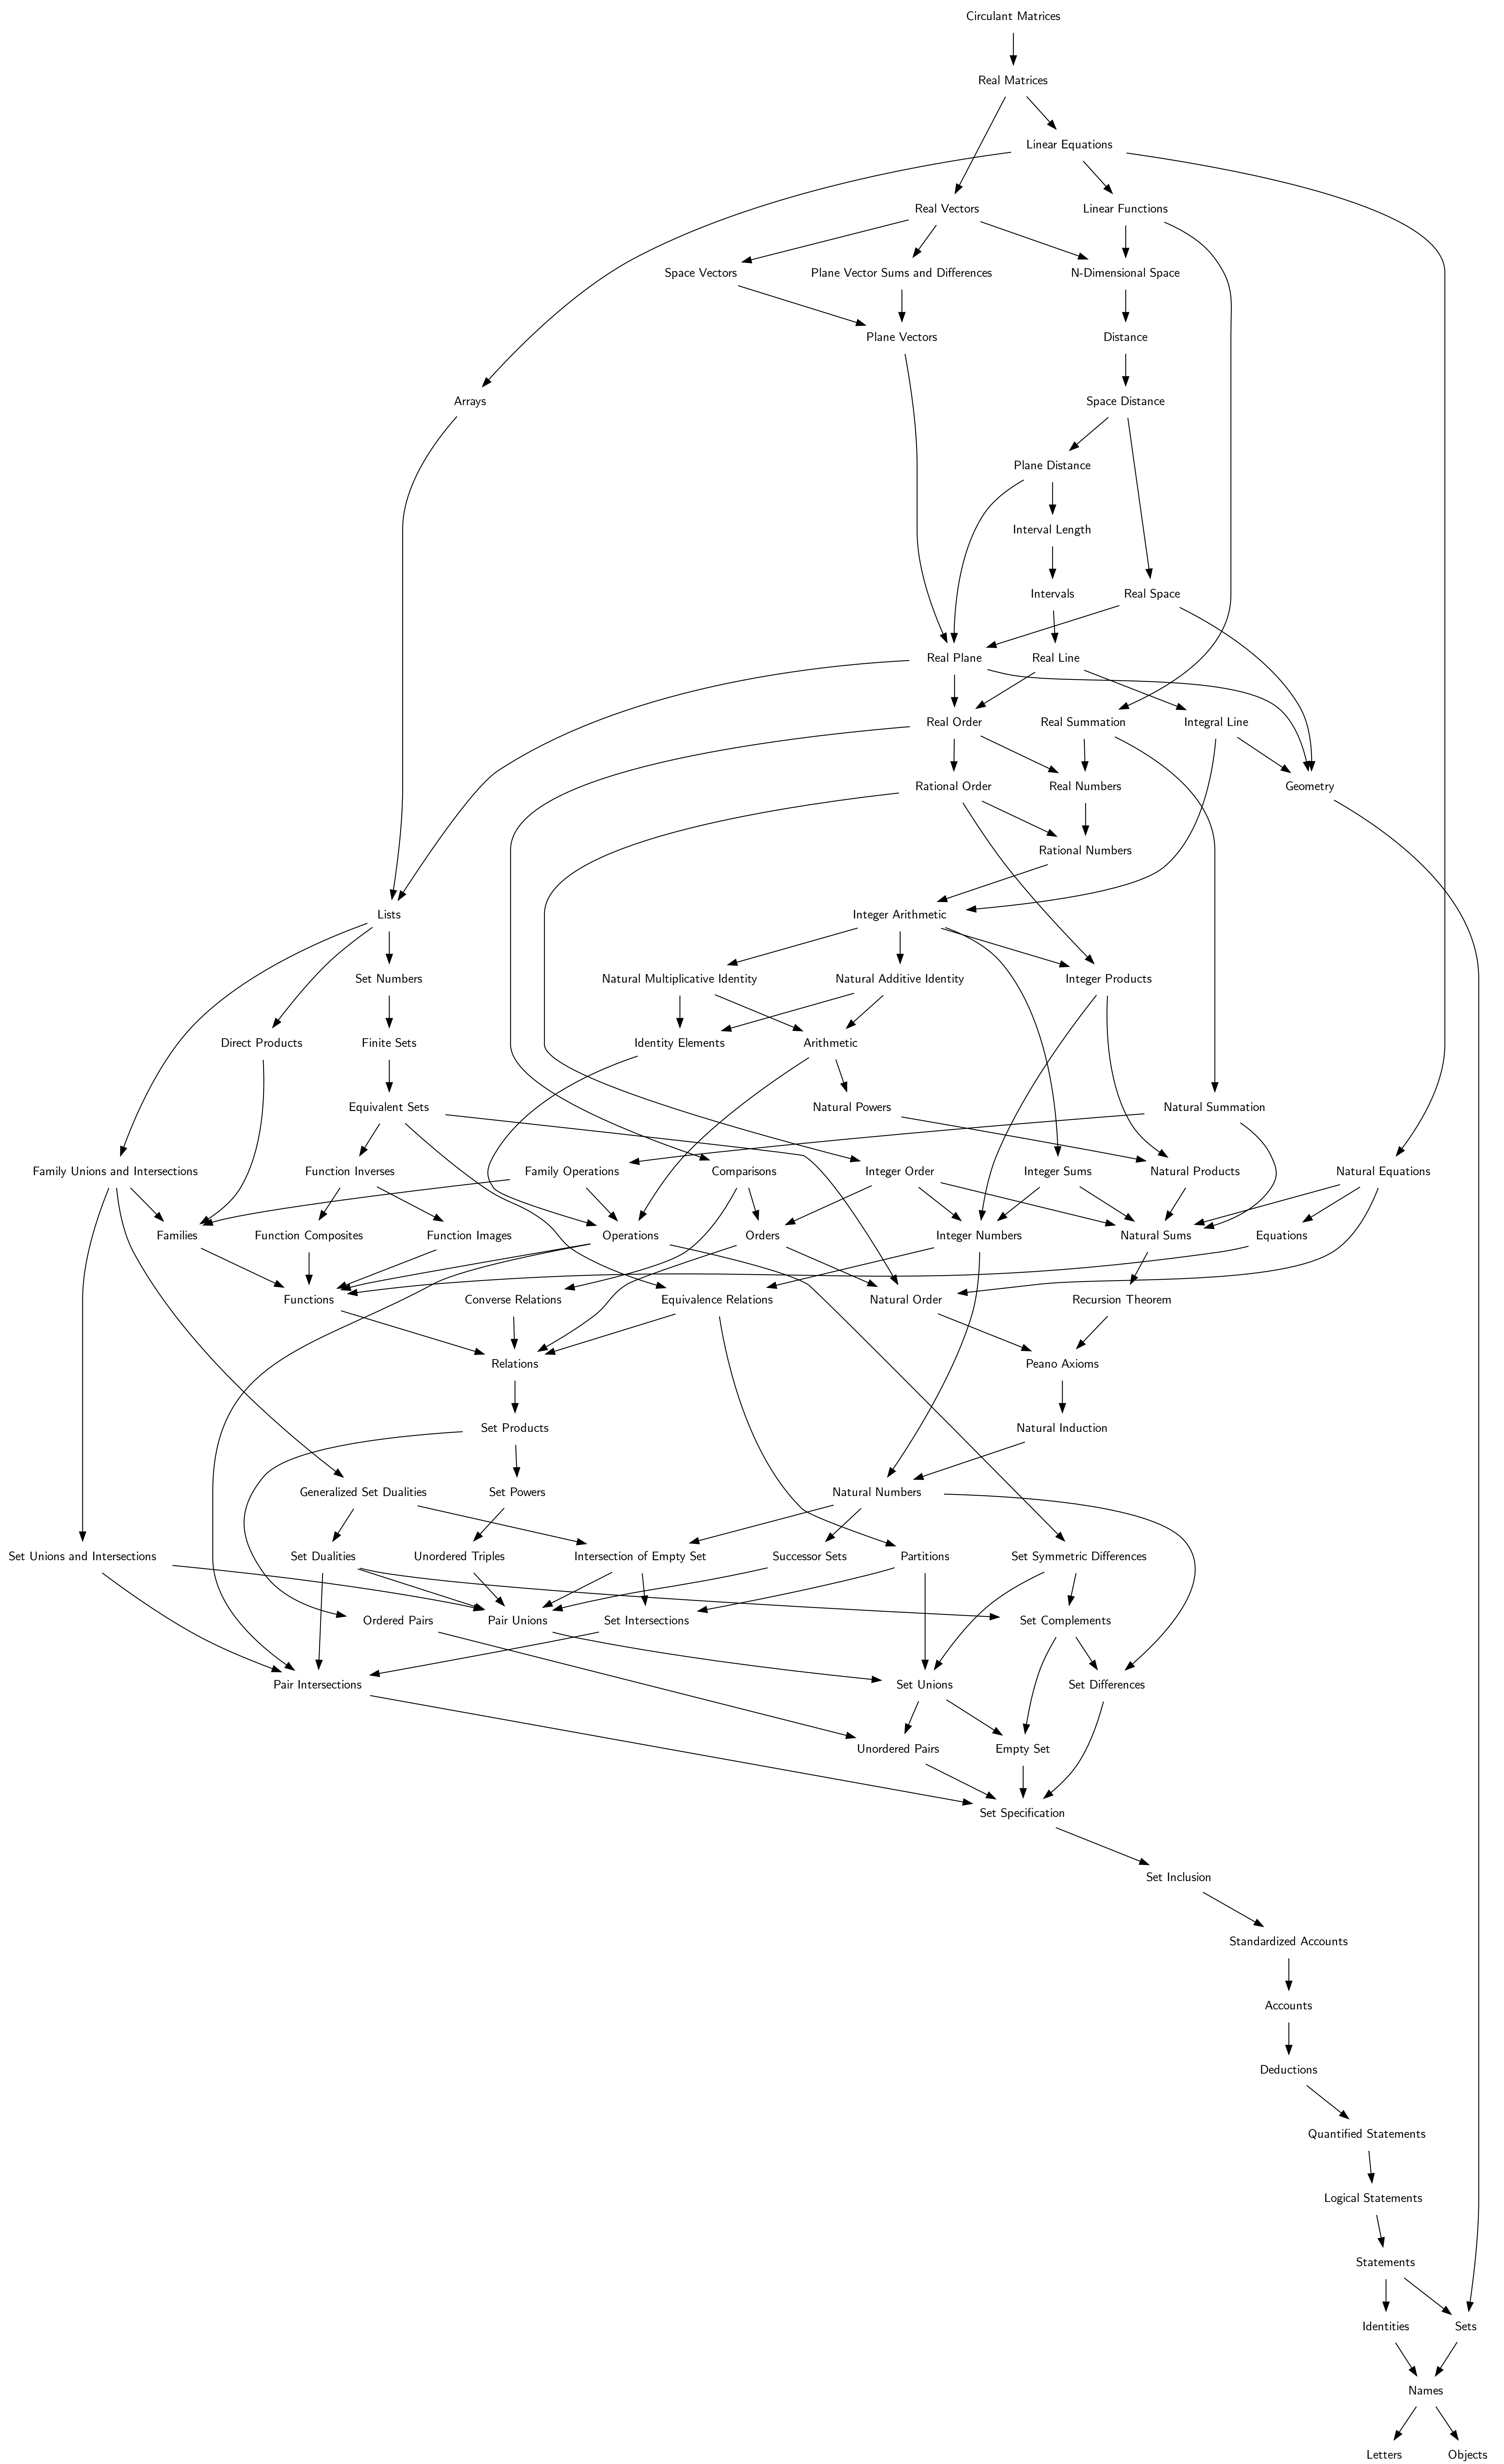 Circulant Matrices
Real Matrices
Linear Equations
Real Vectors
Linear Functions
Space Vectors
Plane Vector Sums and Differences
N-Dimensional Space
Plane Vectors
Distance
Arrays
Space Distance
Plane Distance
Interval Length
Intervals
Real Space
Real Plane
Real Line
Real Order
Real Summation
Integral Line
Rational Order
Real Numbers
Geometry
Rational Numbers
Lists
Integer Arithmetic
Set Numbers
Natural Multiplicative Identity
Natural Additive Identity
Integer Products
Direct Products
Finite Sets
Identity Elements
Arithmetic
Equivalent Sets
Natural Powers
Natural Summation
Family Unions and Intersections
Function Inverses
Family Operations
Comparisons
Integer Order
Integer Sums
Natural Products
Natural Equations
Families
Function Composites
Function Images
Operations
Orders
Integer Numbers
Natural Sums
Equations
Functions
Converse Relations
Equivalence Relations
Natural Order
Recursion Theorem
Relations
Peano Axioms
Set Products
Natural Induction
Generalized Set Dualities
Set Powers
Natural Numbers
Set Unions and Intersections
Set Dualities
Unordered Triples
Intersection of Empty Set
Successor Sets
Partitions
Set Symmetric Differences
Ordered Pairs
Pair Unions
Set Intersections
Set Complements
Pair Intersections
Set Unions
Set Differences
Unordered Pairs
Empty Set
Set Specification
Set Inclusion
Standardized Accounts
Accounts
Deductions
Quantified Statements
Logical Statements
Statements
Identities
Sets
Names
Letters
Objects